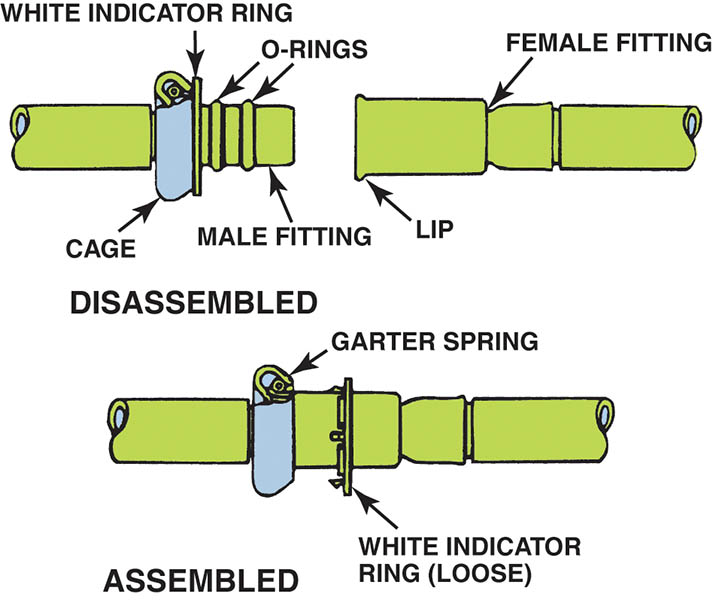 WHITE INDICATOR RING
O-RINGS
FEMALE FITTING
CAGE
MALE FITTING
LIP
DISASSEMBLED
GARTER SPRING
WHITE INDICATOR
RING (LOOSE)
ASSEMBLED